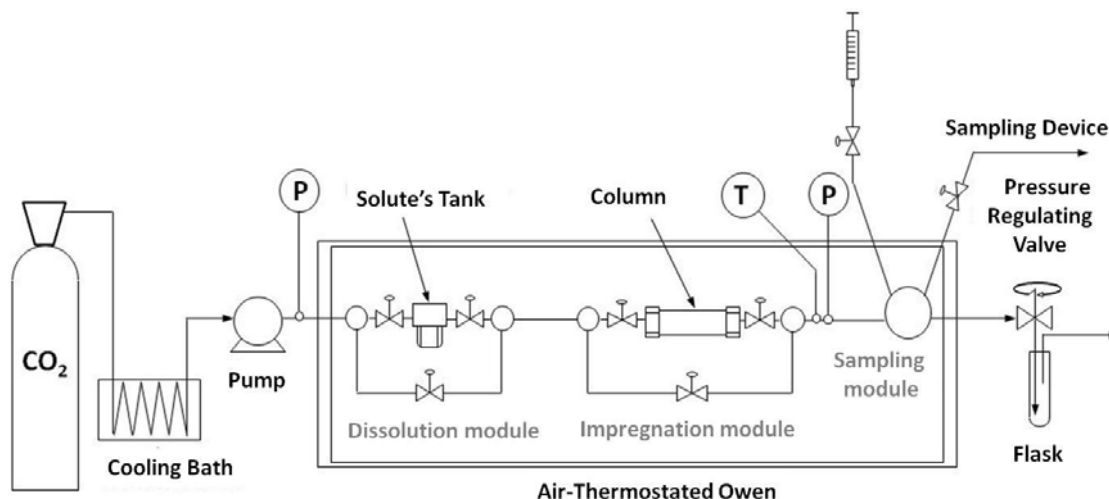 Sampling Device
P
Solute's Tank
Column
T
P
Pressure
Regulating
Valve
CO₂
Pump
Sampling
module
Dissolution module
Impregnation module
Cooling Bath
Flask
Air-Thermostated Owen